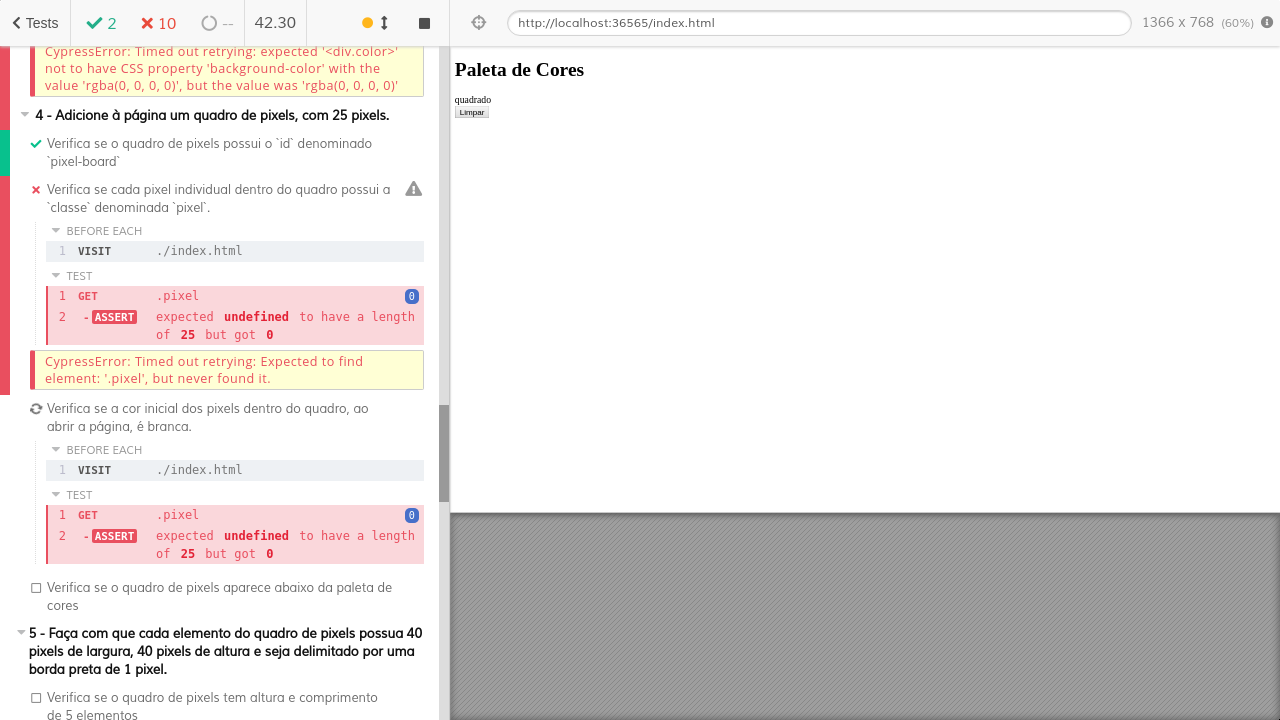 Tests
2
10
--
42.30
http://localhost:36565/index.html
1366 x 768 (60%)
CypressError: Timed out retrying: expected '<div.color>'
not to have CSS property 'background-color' with the
value 'rgba(0, 0, 0, 0)', but the value was 'rgba(0, 0, 0, 0)'
4 - Adicione à página um quadro de pixels, com 25 pixels.
Verifica se o quadro de pixels possui o `id` denominado
`pixel-board`
Verifica se cada pixel individual dentro do quadro possui a
`classe` denominada `pixel`.
BEFORE EACH
1 VISIT ./index.html
TEST
1 GET .pixel 0
2 -ASSERT expected undefined to have a length
of 25 but got 0
CypressError: Timed out retrying: Expected to find
element: '.pixel', but never found it.
Verifica se a cor inicial dos pixels dentro do quadro, ao
abrir a página, é branca.
BEFORE EACH
1 VISIT ./index.html
TEST
1 GET .pixel 0
2 -ASSERT expected undefined to have a length
of 25 but got 0
Verifica se o quadro de pixels aparece abaixo da paleta de
cores
5 - Faça com que cada elemento do quadro de pixels possua 40
pixels de largura, 40 pixels de altura e seja delimitado por uma
borda preta de 1 pixel.
Verifica se o quadro de pixels tem altura e comprimento
de 5 elementos
Paleta de Cores
quadrado
Limpar